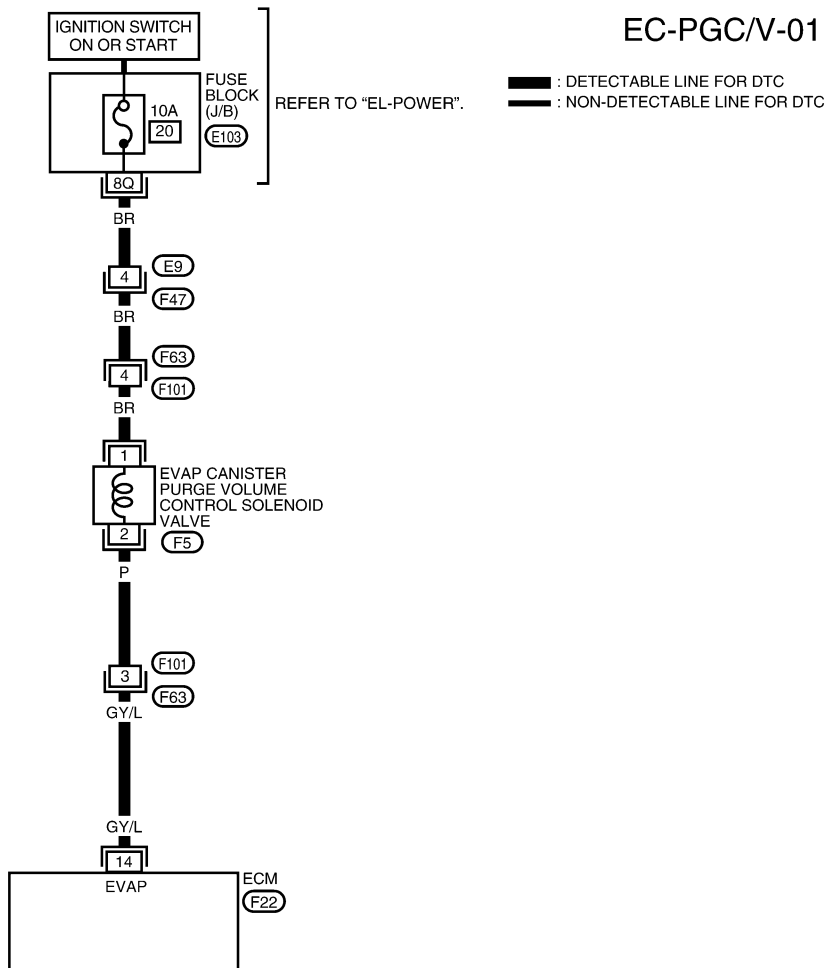 EC-PGC/V-01
IGNITION SWITCH
ON OR START
FUSE
BLOCK
(J/B)
E103
10A
20
REFER TO “EL-POWER”.
: DETECTABLE LINE FOR DTC
: NON-DETECTABLE LINE FOR DTC
8Q
BR
4
E9
F47
BR
F63
4
F101
BR
1
EVAP CANISTER
PURGE VOLUME
CONTROL SOLENOID
VALVE
2
F5
P
F101
3
F63
GY/L
GY/L
14
EVAP
ECM
F22